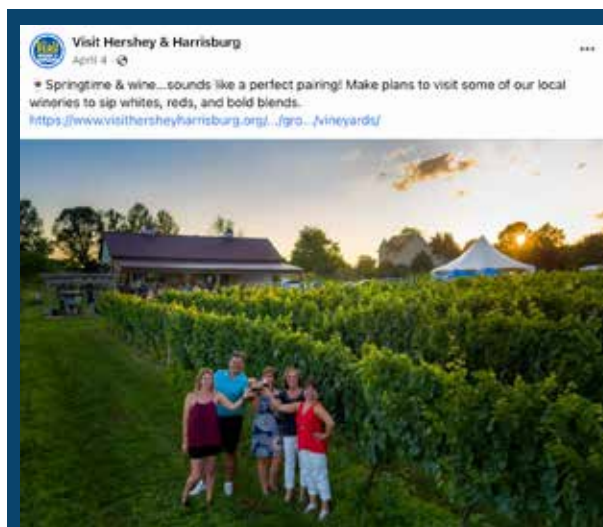 Visit Hershey & Harrisburg
April 4 ·
Springtime & wine...sounds like a perfect pairing! Make plans to visit some of our local
wineries to sip whites, reds, and bold blends.
https://www.visithersheyharrisburg.org/.../gro.../vineyards/